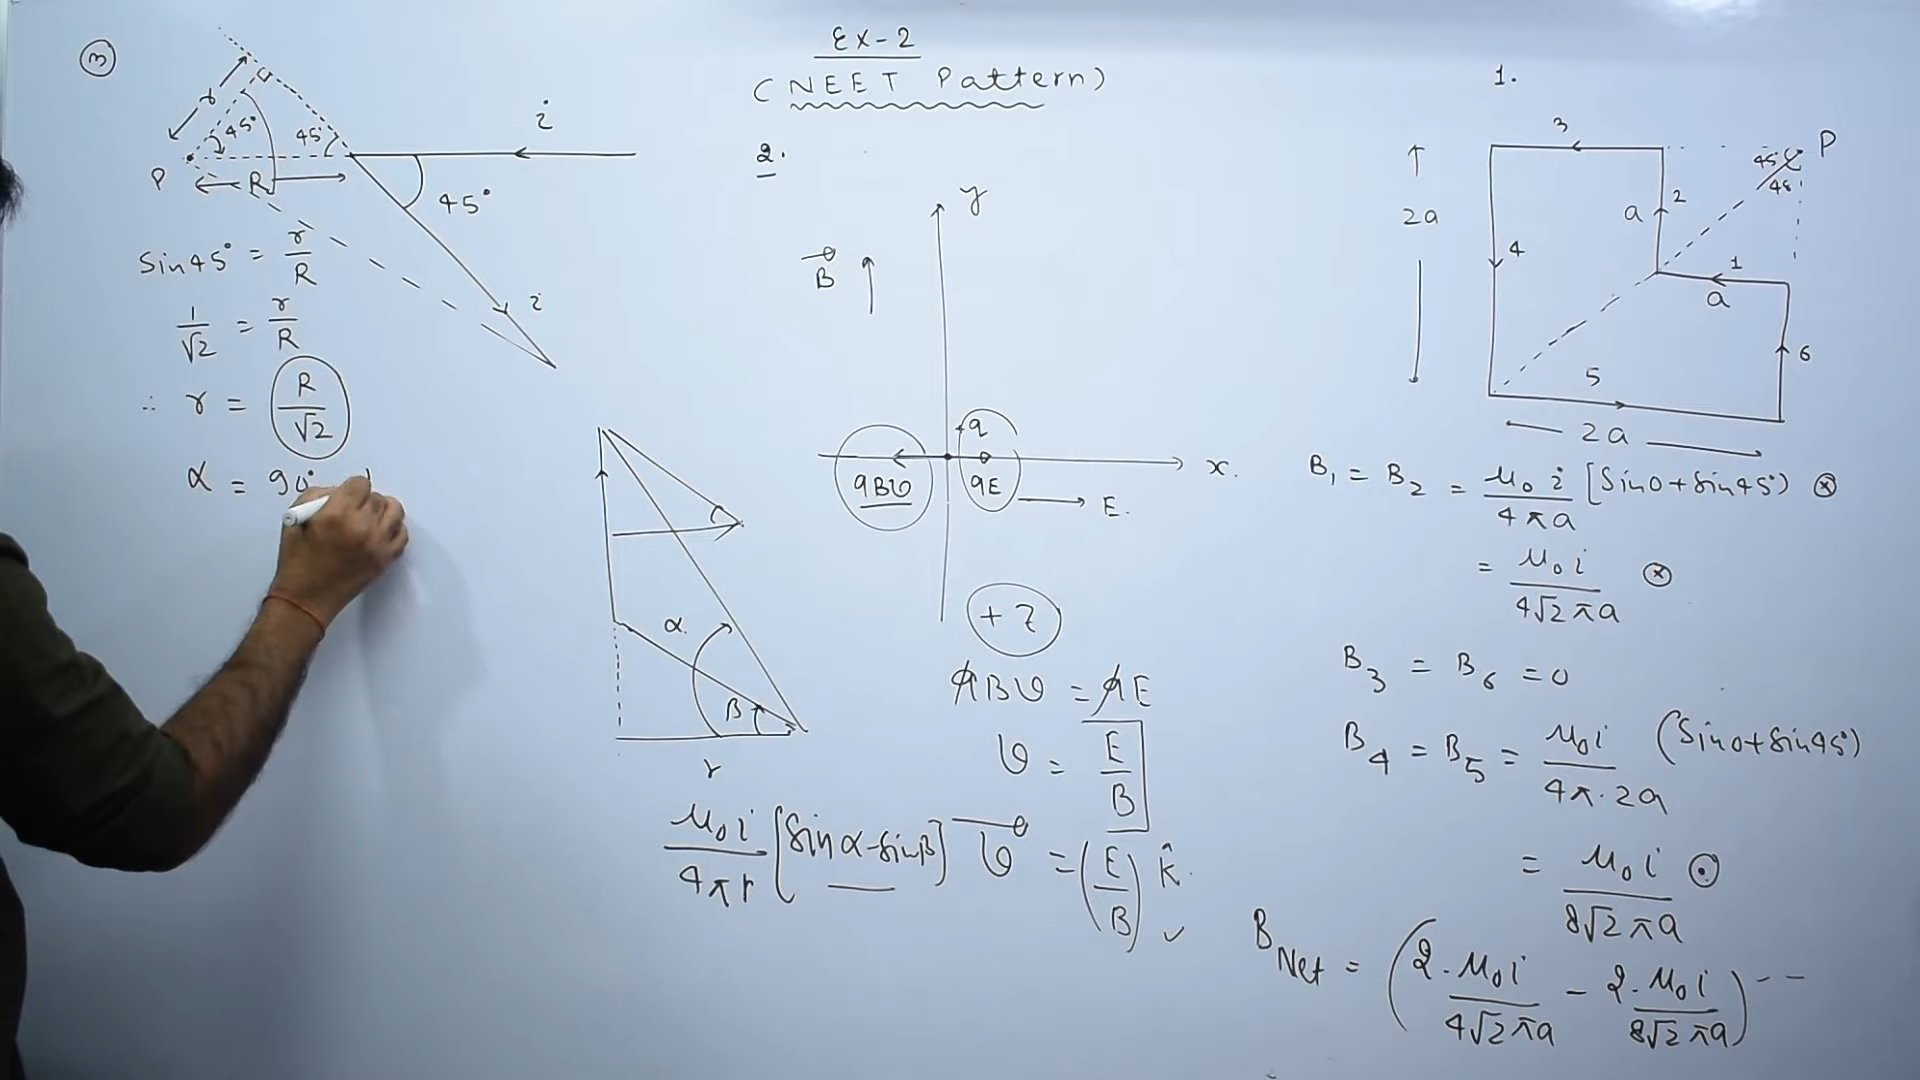 Ex-2
(NEET Pattern)
3
r
45°
45°
P
R
i
45°
i
Sin45° = r/R
1/√2 = r/R
∴ r = R/√2
α = 90°
2.
y
B
+q
qBv
qE
x.
E.
+z
qBv = qE
v = E/B
v = (E/B) k̂.
α
β
r
μ₀i/4πr [Sinα-sinβ]
1.
3
P
45°
45
2a
a
2
4
1
a
6
5
2a
B₁ = B₂ = μ₀i/4πa [Sin0+Sin45°) ⊗
= μ₀i/4√2πa ⊗
B₃ = B₆ = 0
B₄ = B₅ = μ₀i/4π·2a (Sin0+Sin45°)
= μ₀i/8√2πa ⊙
B Net = (2·μ₀i/4√2πa - 2·μ₀i/8√2πa) --